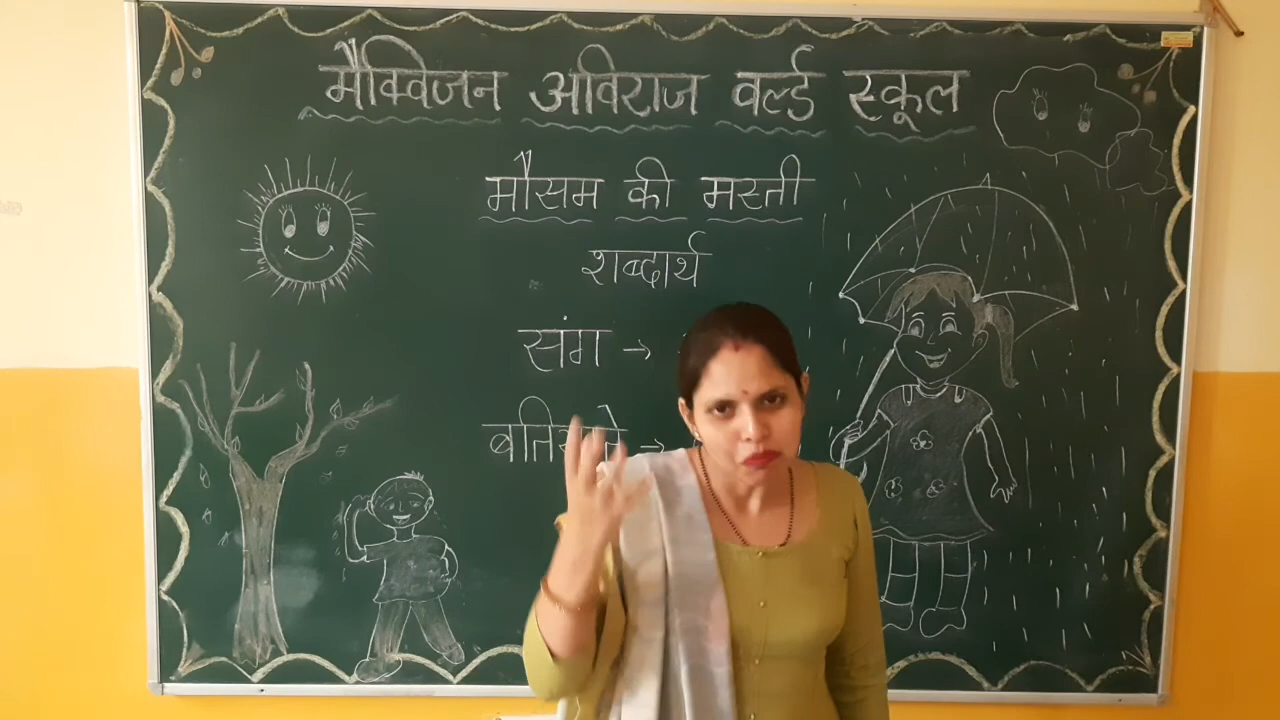 मैक्विजन अविराज वर्ल्ड स्कूल
मौसम की मस्ती
शब्दार्थ
संग →
→